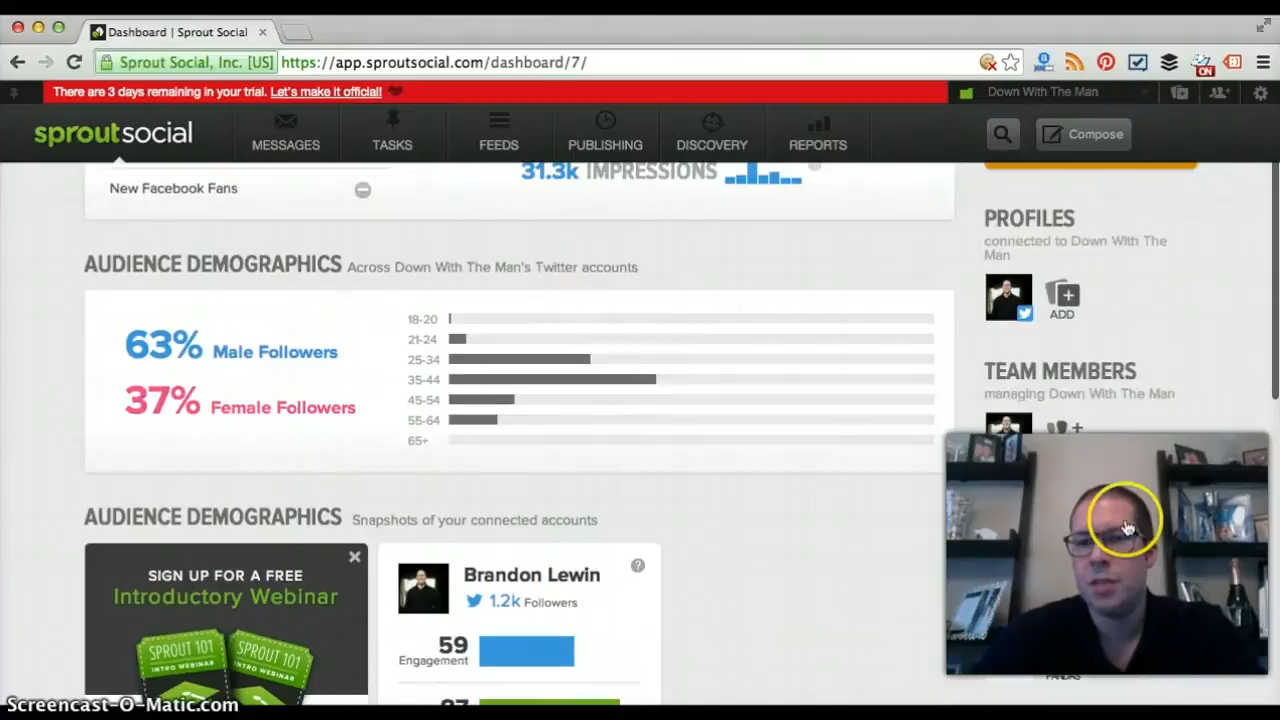 Dashboard | Sprout Social
Sprout Social, Inc. [US] https://app.sproutsocial.com/dashboard/7/
ON
There are 3 days remaining in your trial. Let's make it official!
Down With The Man
sproutsocial
MESSAGES
TASKS
FEEDS
PUBLISHING
DISCOVERY
REPORTS
Compose
31.3k IMPRESSIONS
New Facebook Fans
PROFILES
connected to Down With The
Man
ADD
AUDIENCE DEMOGRAPHICS Across Down With The Man's Twitter accounts
63% Male Followers
37% Female Followers
18-20
21-24
25-34
35-44
45-54
55-64
65+
TEAM MEMBERS
managing Down With The Man
AUDIENCE DEMOGRAPHICS Snapshots of your connected accounts
SIGN UP FOR A FREE
Introductory Webinar
SPROUT 101
INTRO WEBINAR
SPROUT 101
INTRO WEBINAR
Brandon Lewin
1.2k Followers
59
Engagement
Screencast-O-Matic.com